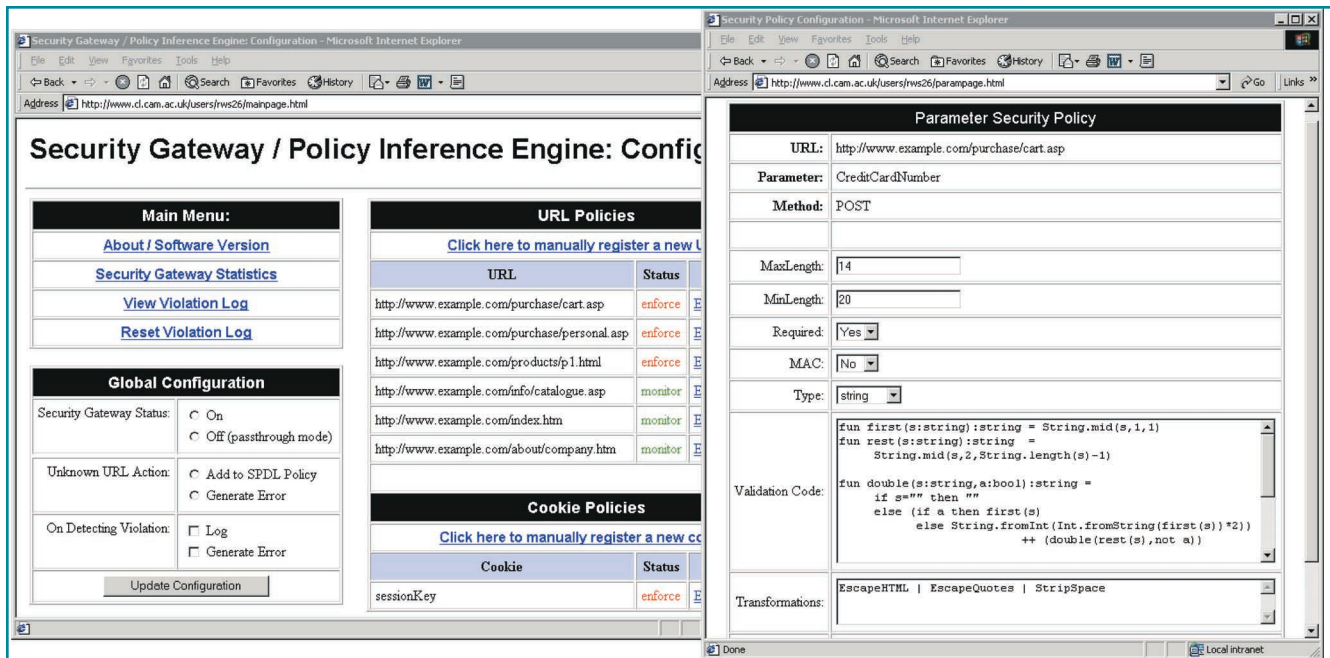 Security Gateway / Policy Inference Engine: Configuration - Microsoft Internet Explorer
File Edit View Favorites Tools Help
Back Search Favorites History
Address http://www.cl.cam.ac.uk/users/rws26/mainpage.html
Security Gateway / Policy Inference Engine: Config
Main Menu:
About / Software Version
Security Gateway Statistics
View Violation Log
Reset Violation Log
Global Configuration
Security Gateway Status: On
Off (passthrough mode)
Unknown URL Action: Add to SPDL Policy
Generate Error
On Detecting Violation: Log
Generate Error
Update Configuration
URL Policies
Click here to manually register a new U
URL Status
http://www.example.com/purchase/cart.asp enforce E
http://www.example.com/purchase/personal.asp enforce E
http://www.example.com/products/p1.html enforce E
http://www.example.com/info/catalogue.asp monitor E
http://www.example.com/index.htm monitor E
http://www.example.com/about/company.htm monitor E
Cookie Policies
Click here to manually register a new co
Cookie Status
sessionKey enforce E
Security Policy Configuration - Microsoft Internet Explorer
File Edit View Favorites Tools Help
Back Search Favorites History
Address http://www.cl.cam.ac.uk/users/rws26/parampage.html Go Links »
Parameter Security Policy
URL: http://www.example.com/purchase/cart.asp
Parameter: CreditCardNumber
Method: POST
MaxLength: 14
MinLength: 20
Required: Yes
MAC: No
Type: string
Validation Code:
fun first(s:string):string = String.mid(s,1,1)
fun rest(s:string):string =
String.mid(s,2,String.length(s)-1)
fun double(s:string,a:bool):string =
if s="" then ""
else (if a then first(s)
else String.fromInt(Int.fromString(first(s))*2))
++ (double(rest(s),not a))
Transformations: EscapeHTML | EscapeQuotes | StripSpace
Done Local intranet